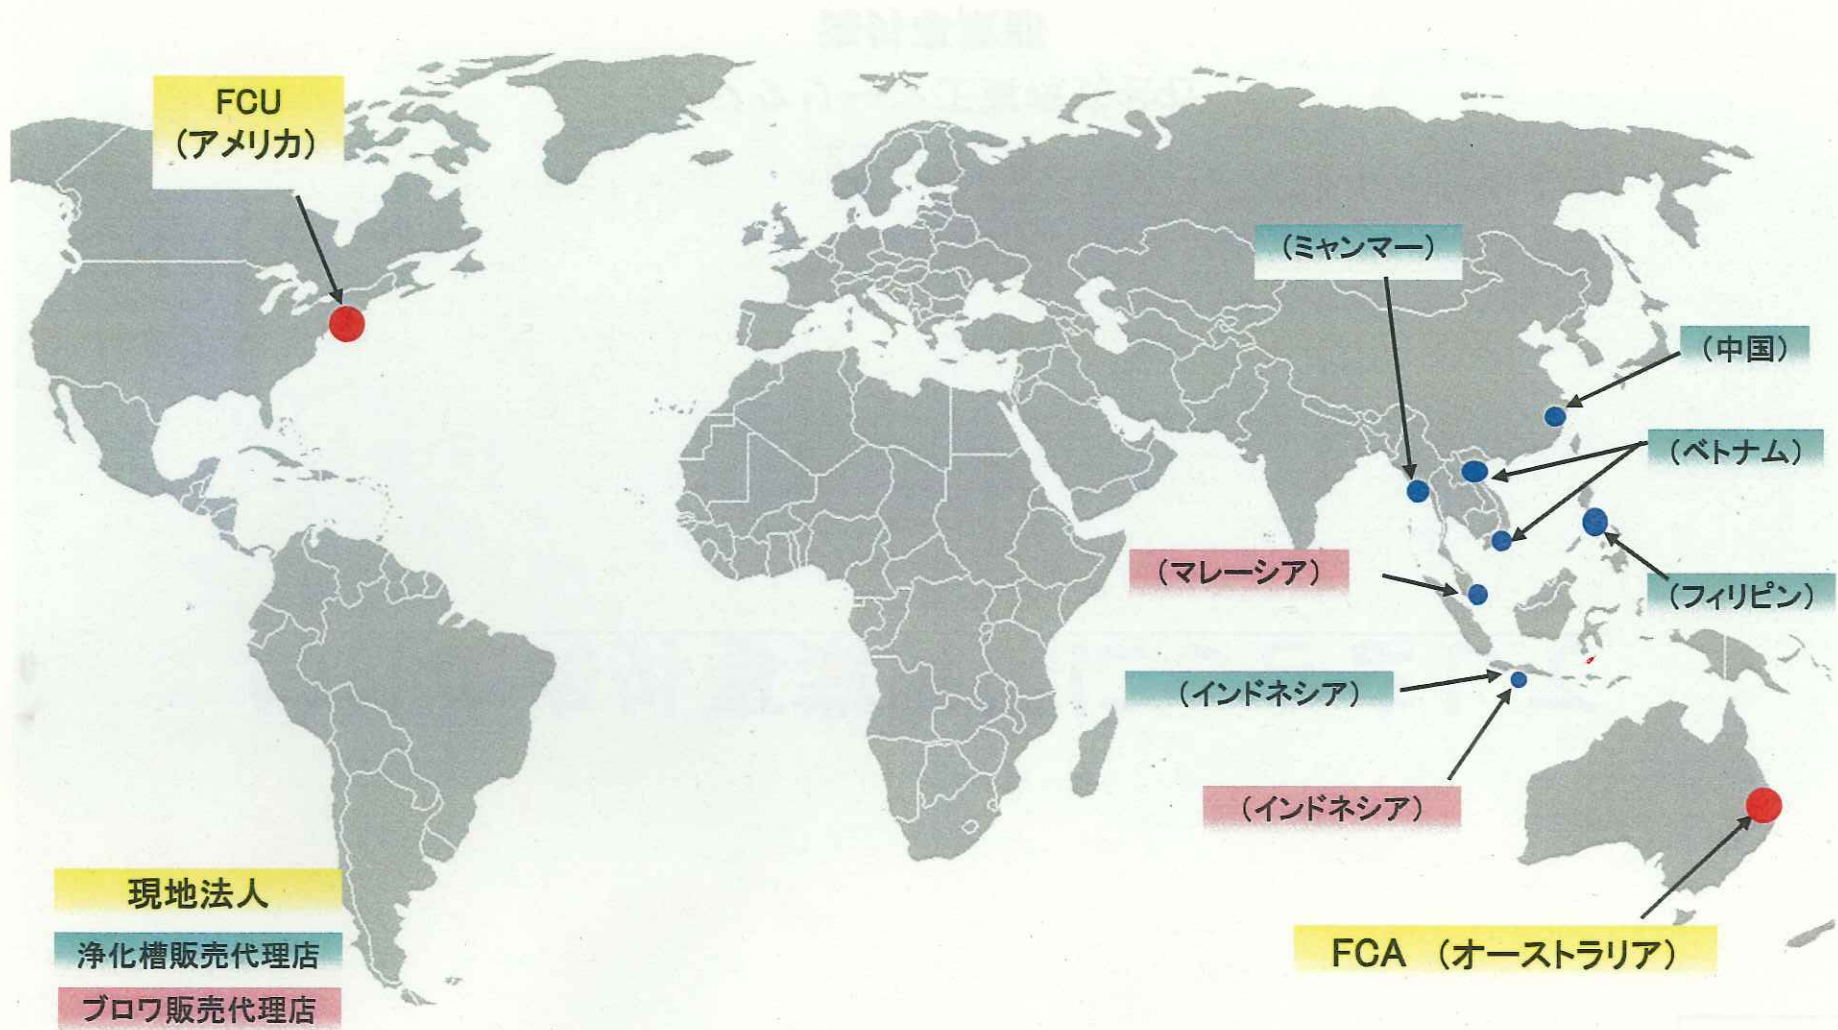 FCU
(アメリカ)
(ミャンマー)
(中国)
(ベトナム)
(マレーシア)
(フィリピン)
(インドネシア)
(インドネシア)
現地法人
浄化槽販売代理店
ブロワ販売代理店
FCA (オーストラリア)